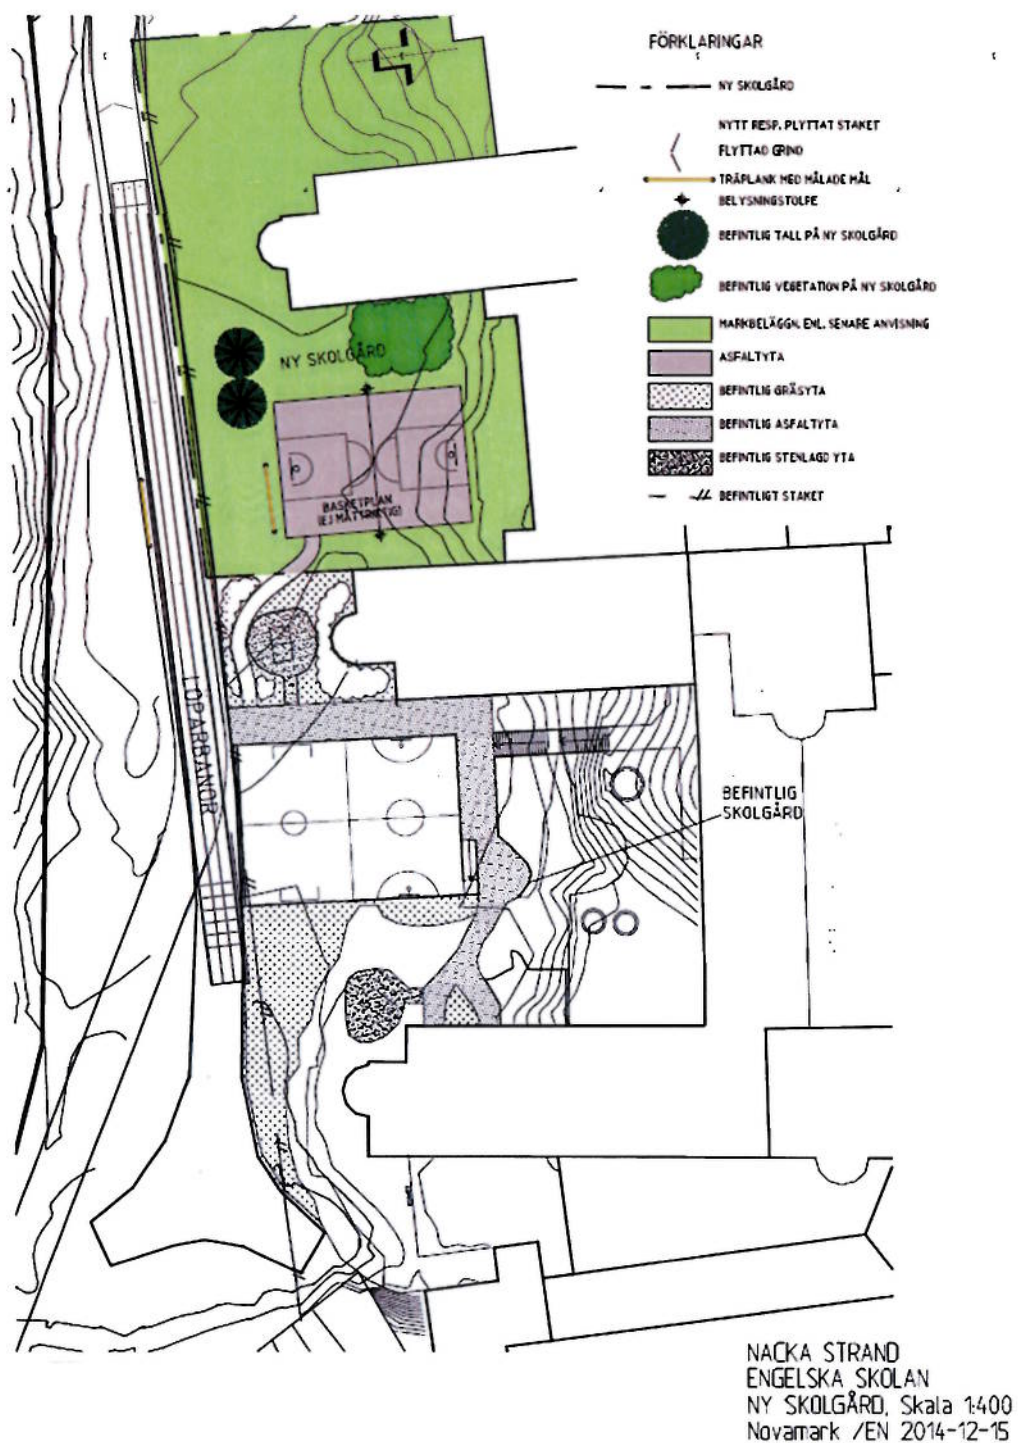 FÖRKLARINGAR
NY SKOLGÅRD
NYTT RESP. PLYTTAT STAKET
FLYTTAD GRIND
TRÄPLANK MED MÅLADE MÅL
BELYSNINGSTOLPE
BEFINTLIG TALL PÅ NY SKOLGÅRD
BEFINTLIG VEGETATION PÅ NY SKOLGÅRD
MARKBELÄGGN. ENL. SENARE ANVISNING
ASFALTYTA
BEFINTLIG GRÄSYTA
BEFINTLIG ASFALTYTA
BEFINTLIG STENLAGD YTA
BEFINTLIGT STAKET
NY SKOLGÅRD
BASKETPLAN
(EJ MÅTTRIKTIG)
LÖPARBANOR
BEFINTLIG
SKOLGÅRD
NACKA STRAND
ENGELSKA SKOLAN
NY SKOLGÅRD, Skala 1:400
Novamark /EN 2014-12-15